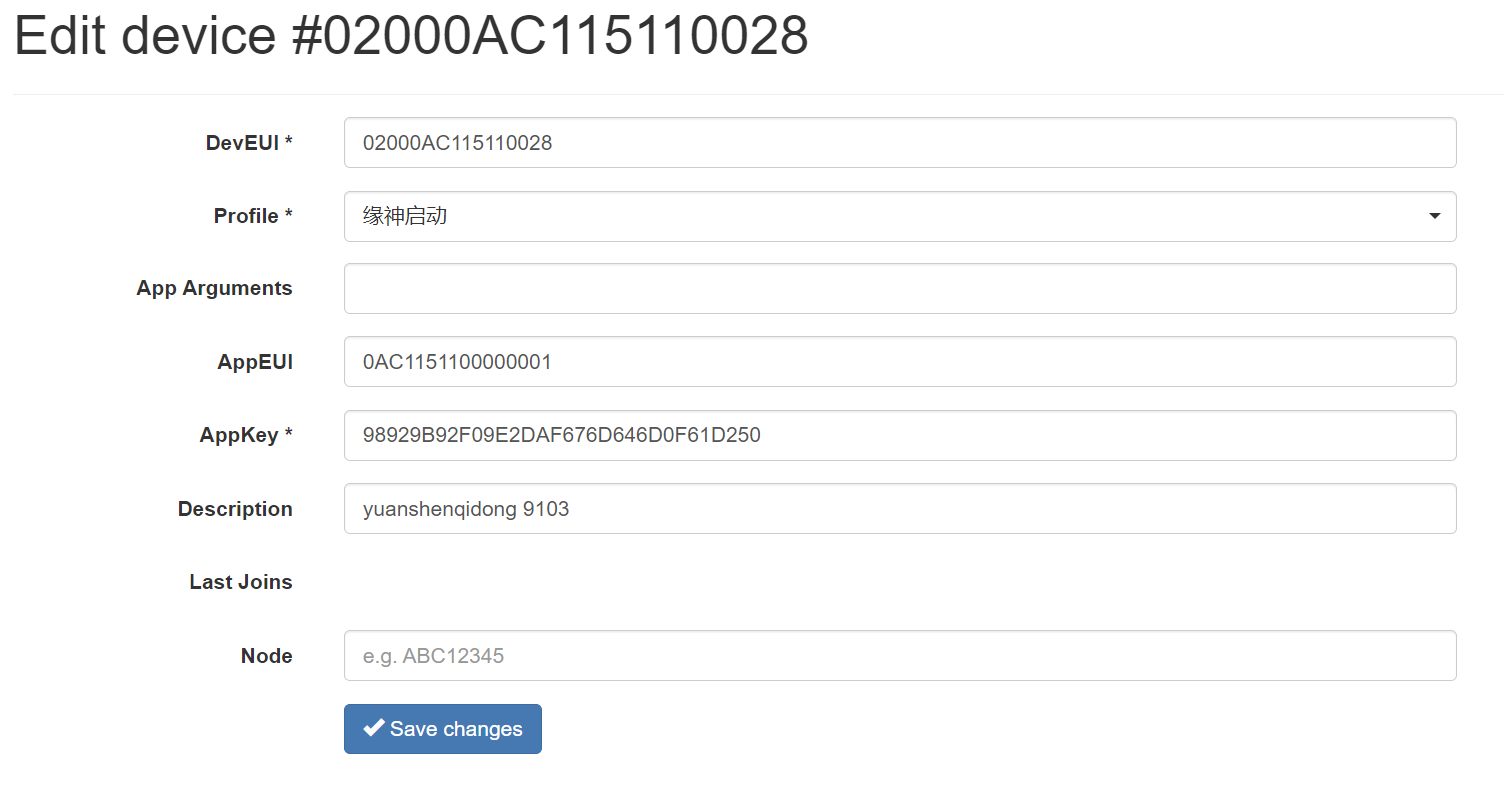 Edit device #02000AC115110028
DevEUI * 02000AC115110028
Profile * 缘神启动
App Arguments
AppEUI 0AC1151100000001
AppKey * 98929B92F09E2DAF676D646D0F61D250
Description yuanshenqidong 9103
Last Joins
Node e.g. ABC12345
Save changes